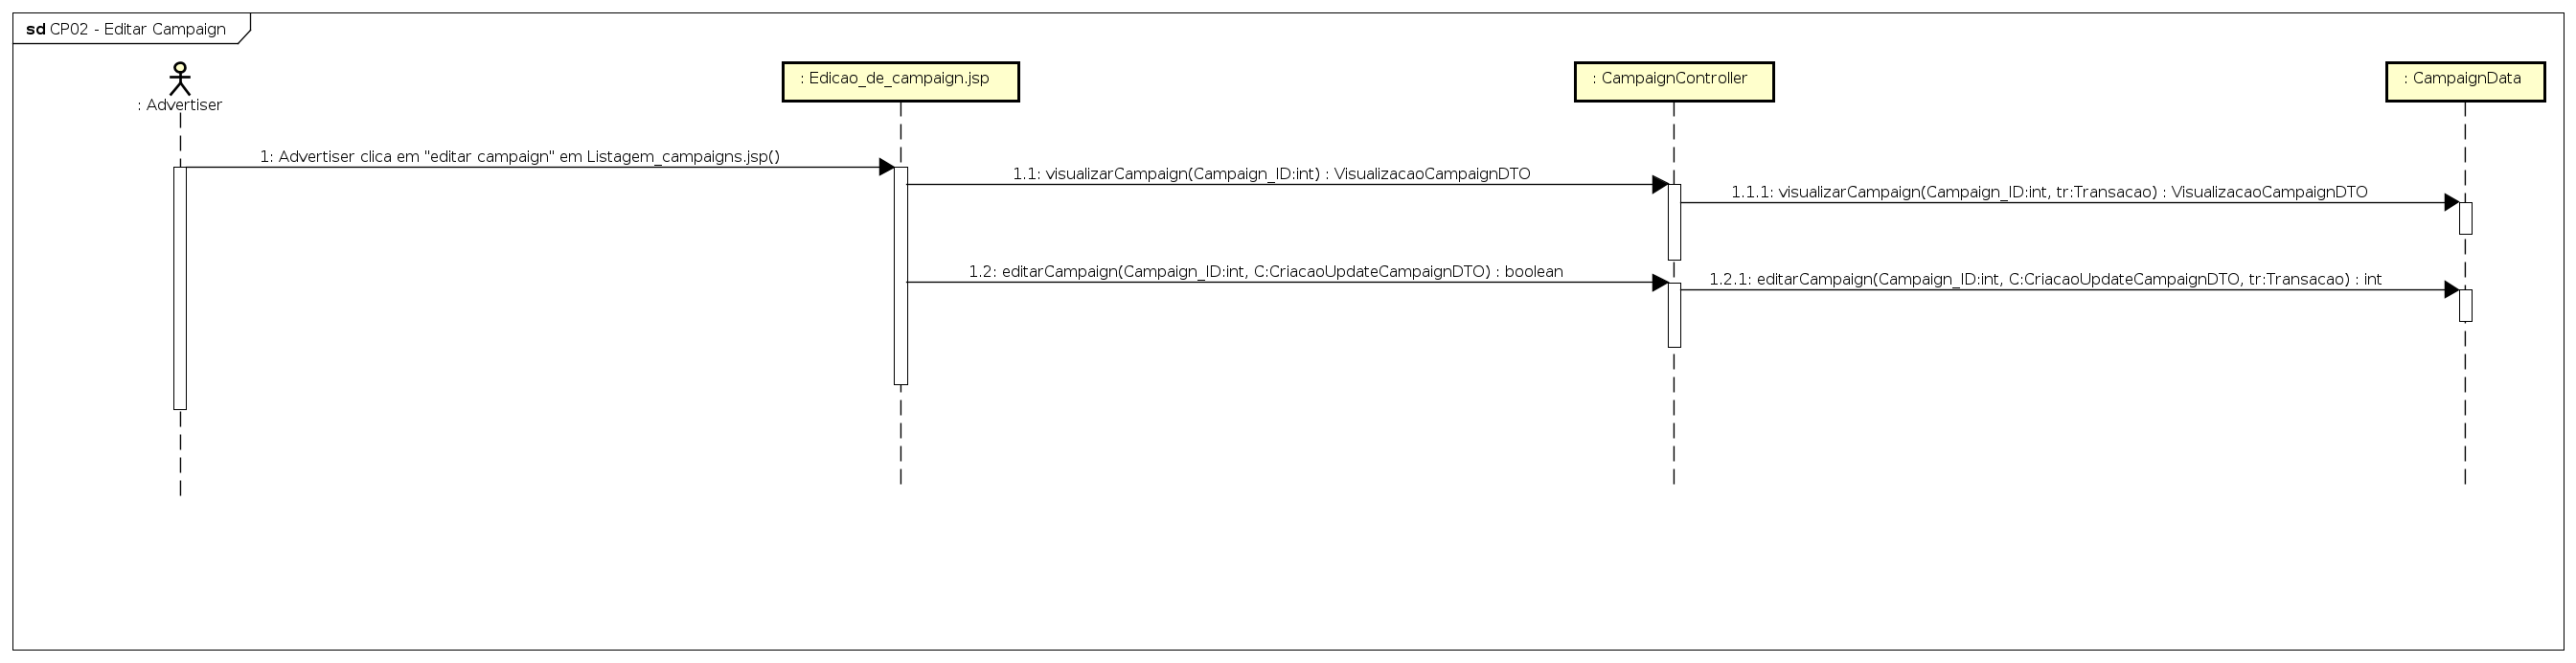 sd CP02 - Editar Campaign
: Advertiser
: Edicao_de_campaign.jsp
: CampaignController
: CampaignData
1: Advertiser clica em "editar campaign" em Listagem_campaigns.jsp()
1.1: visualizarCampaign(Campaign_ID:int) : VisualizacaoCampaignDTO
1.1.1: visualizarCampaign(Campaign_ID:int, tr:Transacao) : VisualizacaoCampaignDTO
1.2: editarCampaign(Campaign_ID:int, C:CriacaoUpdateCampaignDTO) : boolean
1.2.1: editarCampaign(Campaign_ID:int, C:CriacaoUpdateCampaignDTO, tr:Transacao) : int